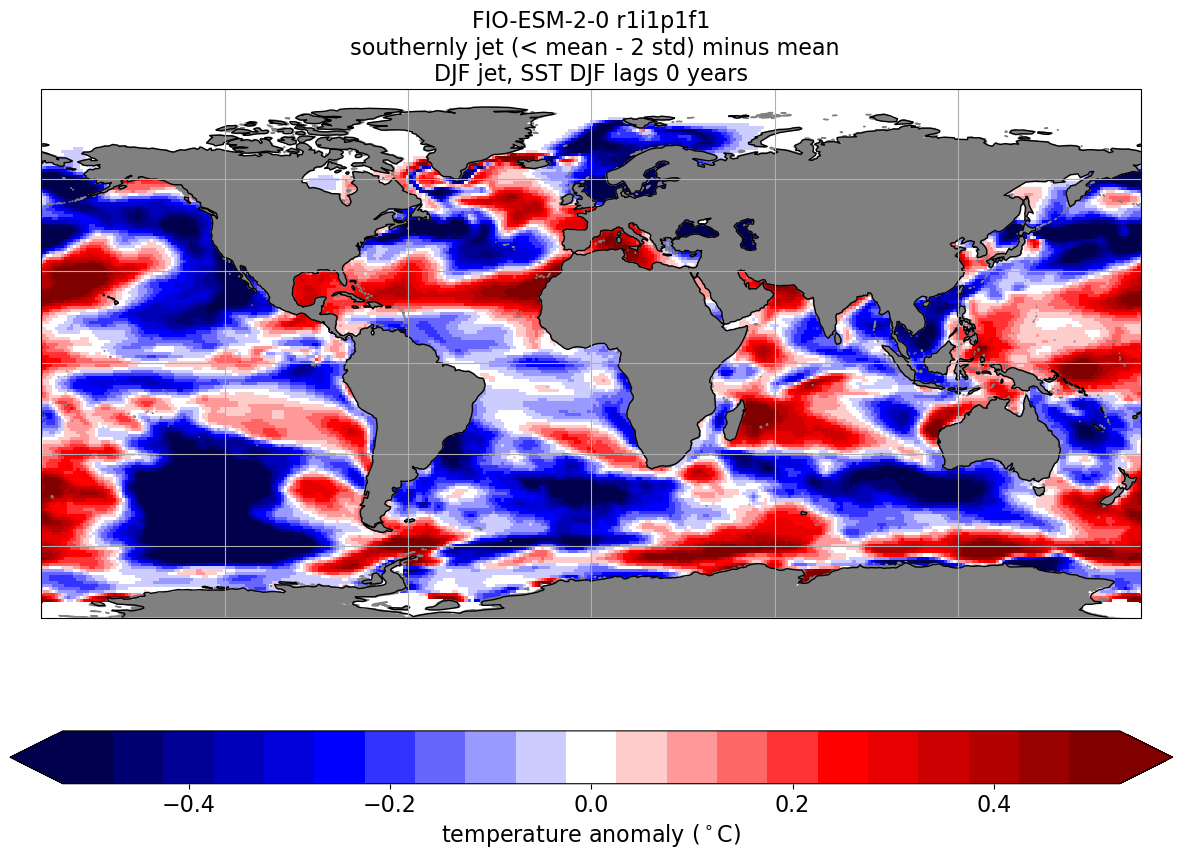 FIO-ESM-2-0 r1i1p1f1
southernly jet (< mean - 2 std) minus mean
DJF jet, SST DJF lags 0 years
−0.4 −0.2 0.0 0.2 0.4
temperature anomaly (°C)